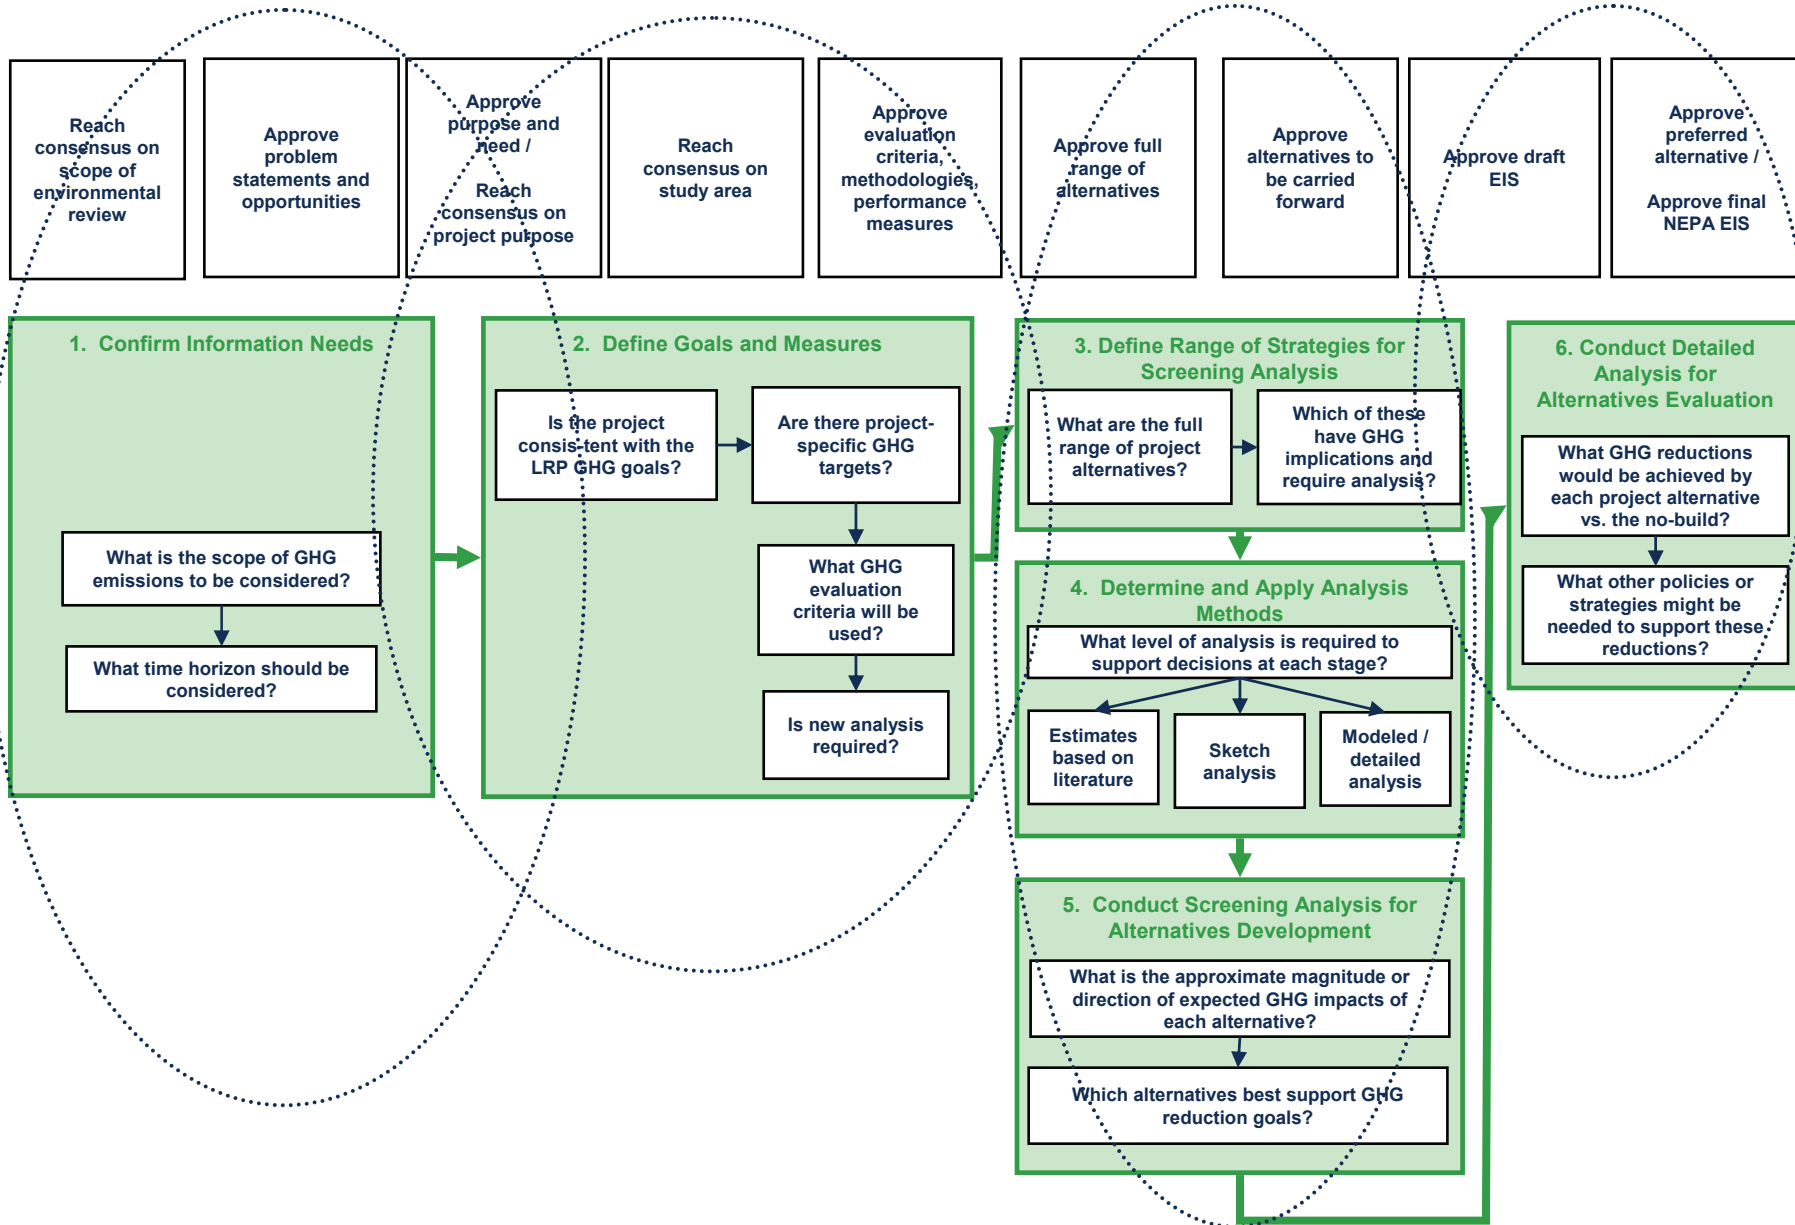 Reach
consensus on
scope of
environmental
review
Approve
problem
statements and
opportunities
Approve
purpose and
need /
Reach
consensus on
project purpose
Reach
consensus on
study area
Approve
evaluation
criteria,
methodologies,
performance
measures
Approve full
range of
alternatives
Approve
alternatives to
be carried
forward
Approve draft
EIS
Approve
preferred
alternative /
Approve final
NEPA EIS
1. Confirm Information Needs
What is the scope of GHG
emissions to be considered?
What time horizon should be
considered?
2. Define Goals and Measures
Is the project
consis-tent with the
LRP GHG goals?
Are there project-
specific GHG
targets?
What GHG
evaluation
criteria will be
used?
Is new analysis
required?
3. Define Range of Strategies for
Screening Analysis
What are the full
range of project
alternatives?
Which of these
have GHG
implications and
require analysis?
4. Determine and Apply Analysis
Methods
What level of analysis is required to
support decisions at each stage?
Estimates
based on
literature
Sketch
analysis
Modeled /
detailed
analysis
5. Conduct Screening Analysis for
Alternatives Development
What is the approximate magnitude or
direction of expected GHG impacts of
each alternative?
Which alternatives best support GHG
reduction goals?
6. Conduct Detailed
Analysis for
Alternatives Evaluation
What GHG reductions
would be achieved by
each project alternative
vs. the no-build?
What other policies or
strategies might be
needed to support these
reductions?